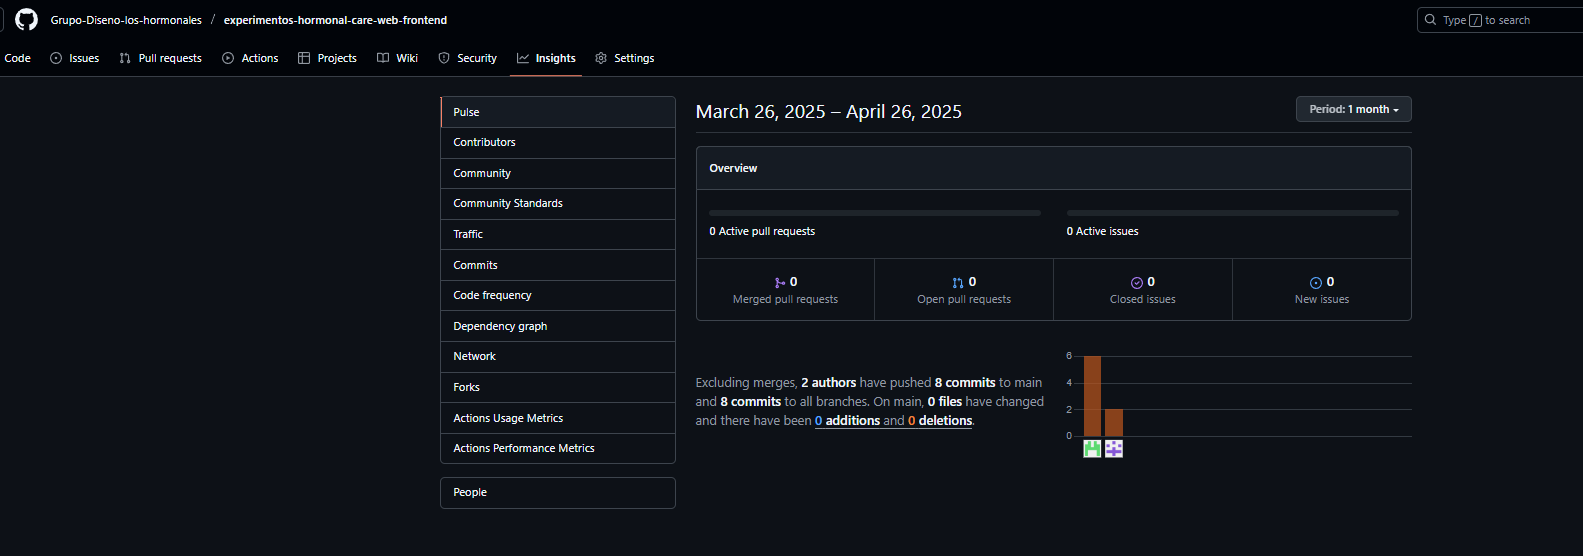 Grupo-Diseno-los-hormonales / experimentos-hormonal-care-web-frontend
Type / to search
Code Issues Pull requests Actions Projects Wiki Security Insights Settings
Pulse
Contributors
Community
Community Standards
Traffic
Commits
Code frequency
Dependency graph
Network
Forks
Actions Usage Metrics
Actions Performance Metrics
People
March 26, 2025 – April 26, 2025
Period: 1 month
Overview
0 Active pull requests
0 Active issues
0
Merged pull requests
0
Open pull requests
0
Closed issues
0
New issues
Excluding merges, 2 authors have pushed 8 commits to main
and 8 commits to all branches. On main, 0 files have changed
and there have been 0 additions and 0 deletions.
6
4
2
0